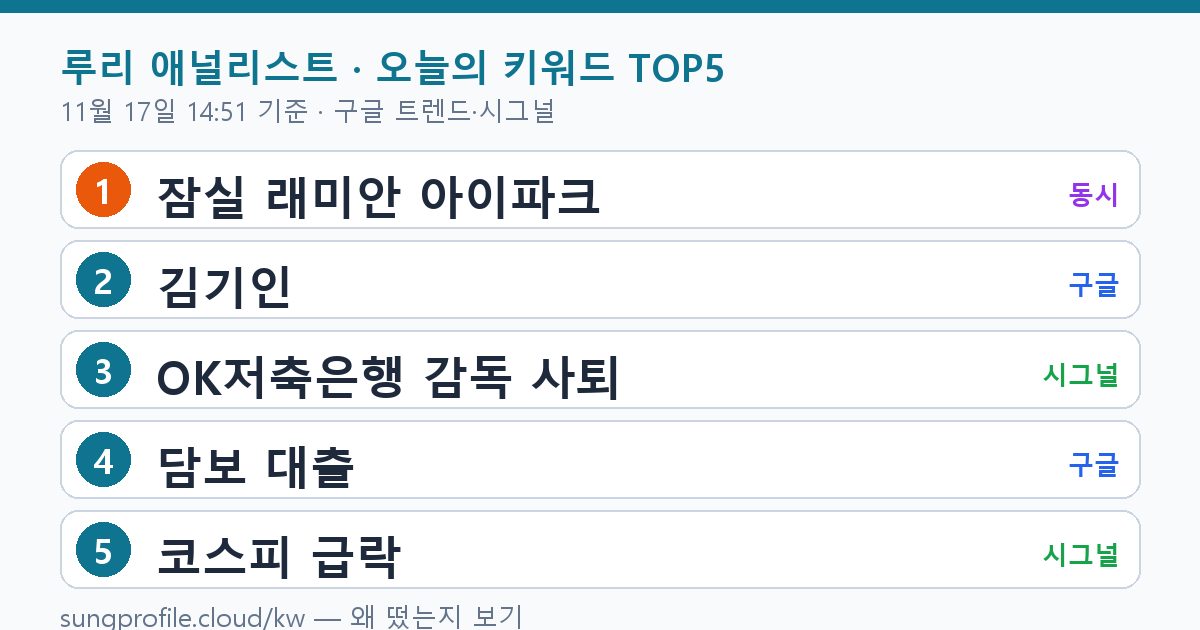 루리 애널리스트 · 오늘의 키워드 TOP5
11월 17일 14:51 기준 · 구글 트렌드·시그널
1 잠실 래미안 아이파크 동시
2 김기인 구글
3 OK저축은행 감독 사퇴 시그널
4 담보 대출 구글
5 코스피 급락 시그널
sungprofile.cloud/kw — 왜 떴는지 보기